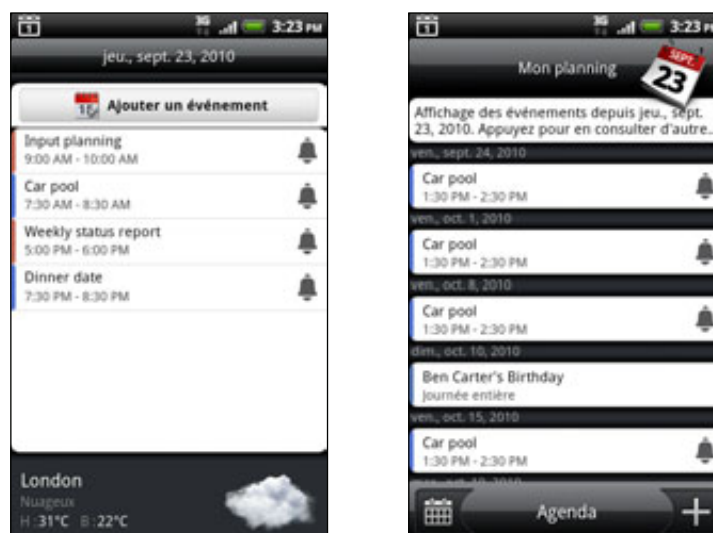 3G
3:23 PM
jeu., sept. 23, 2010
Ajouter un événement
Input planning
9:00 AM - 10:00 AM
Car pool
7:30 AM - 8:30 AM
Weekly status report
5:00 PM - 6:00 PM
Dinner date
7:30 PM - 8:30 PM
London
Nuageux
H :31°C B :22°C
3G
3:23
Mon planning
SEPT.
23
Affichage des événements depuis jeu., sept.
23, 2010. Appuyez pour en consulter d'autre..
ven., sept. 24, 2010
Car pool
1:30 PM - 2:30 PM
ven., oct. 1, 2010
Car pool
1:30 PM - 2:30 PM
ven., oct. 8, 2010
Car pool
1:30 PM - 2:30 PM
dim., oct. 10, 2010
Ben Carter's Birthday
Journée entière
ven., oct. 15, 2010
Car pool
1:30 PM - 2:30 PM
Agenda